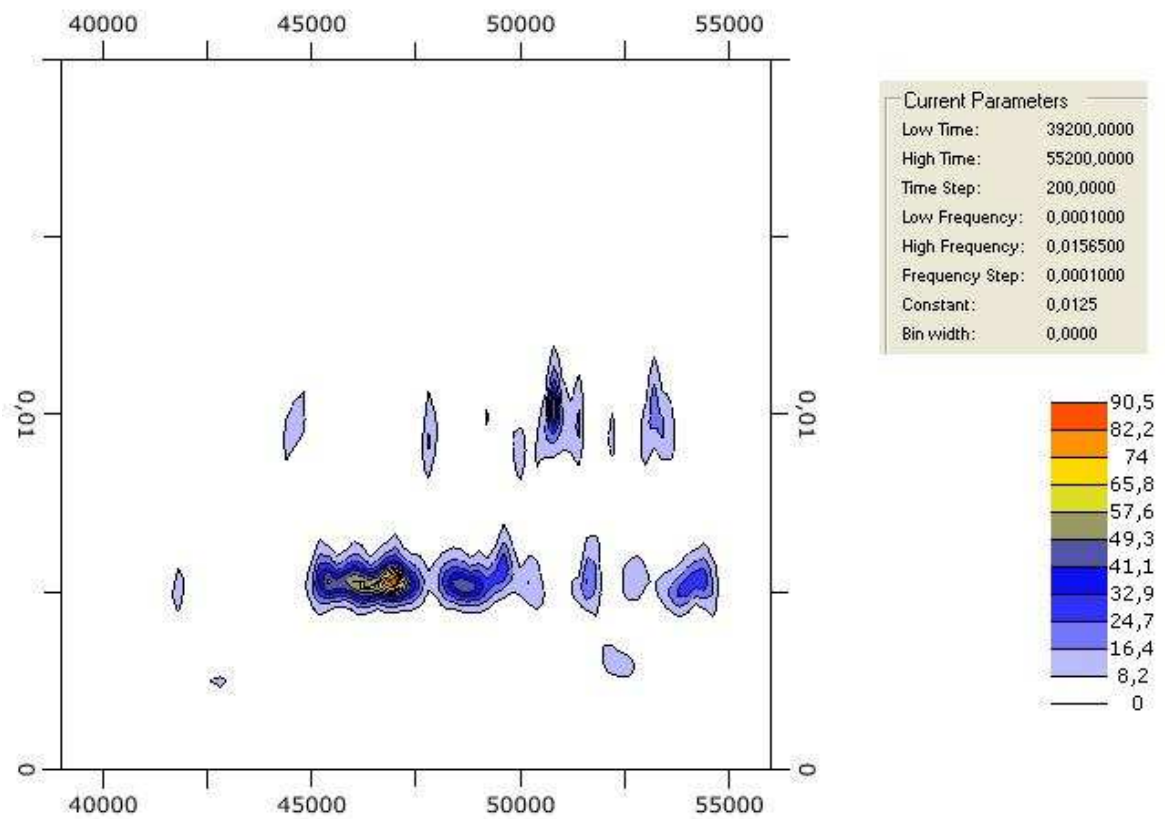 40000 45000 50000 55000
Current Parameters
Low Time: 39200,0000
High Time: 55200,0000
Time Step: 200,0000
Low Frequency: 0,0001000
High Frequency: 0,0156500
Frequency Step: 0,0001000
Constant: 0,0125
Bin width: 0,0000
0,01 0,01
90,5
82,2
74
65,8
57,6
49,3
41,1
32,9
24,7
16,4
8,2
0
0 0
40000 45000 50000 55000